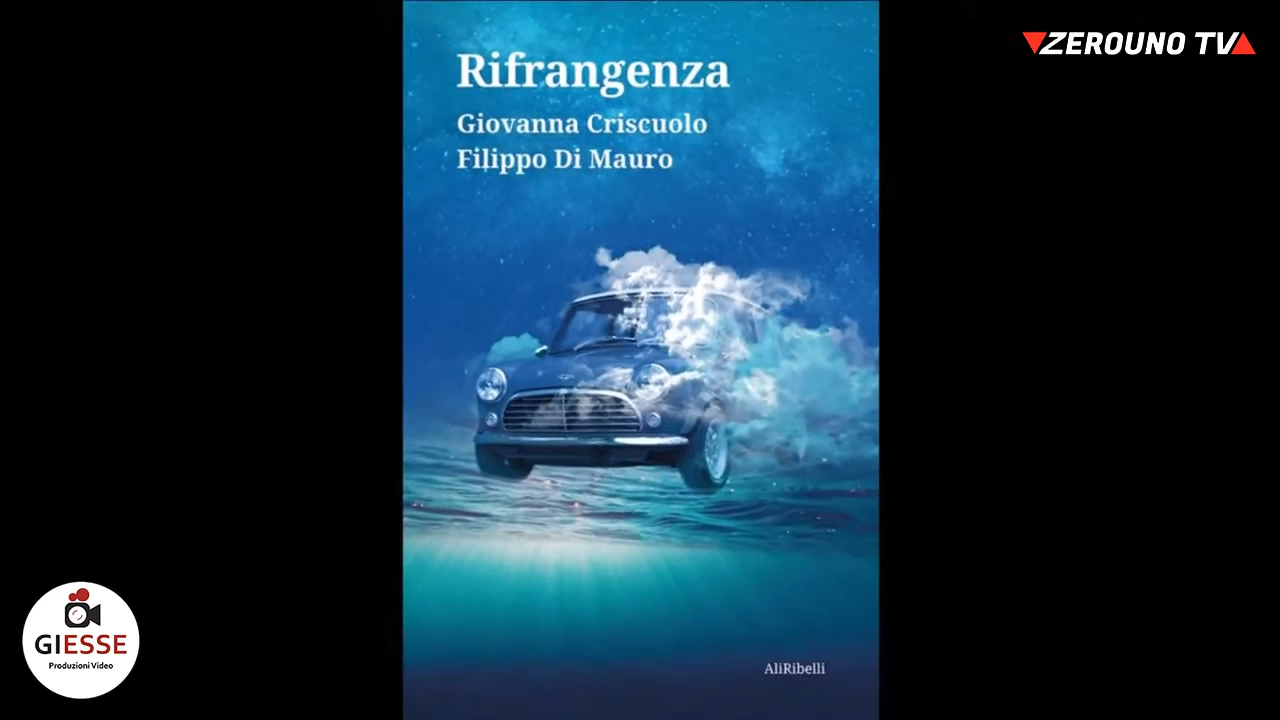 Rifrangenza
Giovanna Criscuolo
Filippo Di Mauro
AliRibelli
ZEROUNO TV
GIESSE
Produzioni Video